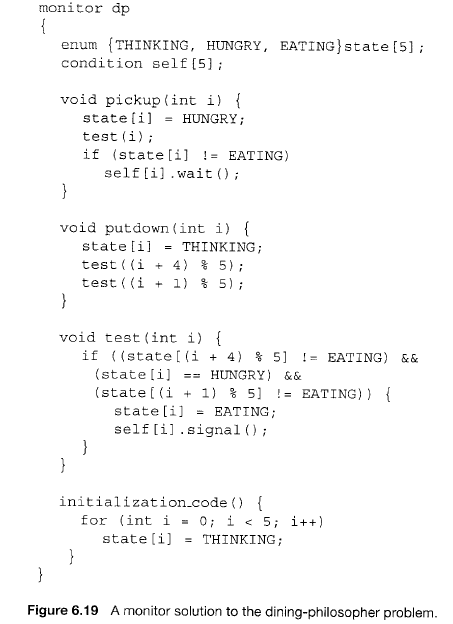 monitor dp
{
enum {THINKING, HUNGRY, EATING}state[5];
condition self[5];
void pickup(int i) {
state[i] = HUNGRY;
test(i);
if (state[i] != EATING)
self[i].wait();
}
void putdown(int i) {
state[i] = THINKING;
test((i + 4) % 5);
test((i + 1) % 5);
}
void test(int i) {
if ((state[(i + 4) % 5] != EATING) &&
(state[i] == HUNGRY) &&
(state[(i + 1) % 5] != EATING)) {
state[i] = EATING;
self[i].signal();
}
}
initialization_code() {
for (int i = 0; i < 5; i++)
state[i] = THINKING;
}
}
Figure 6.19 A monitor solution to the dining-philosopher problem.